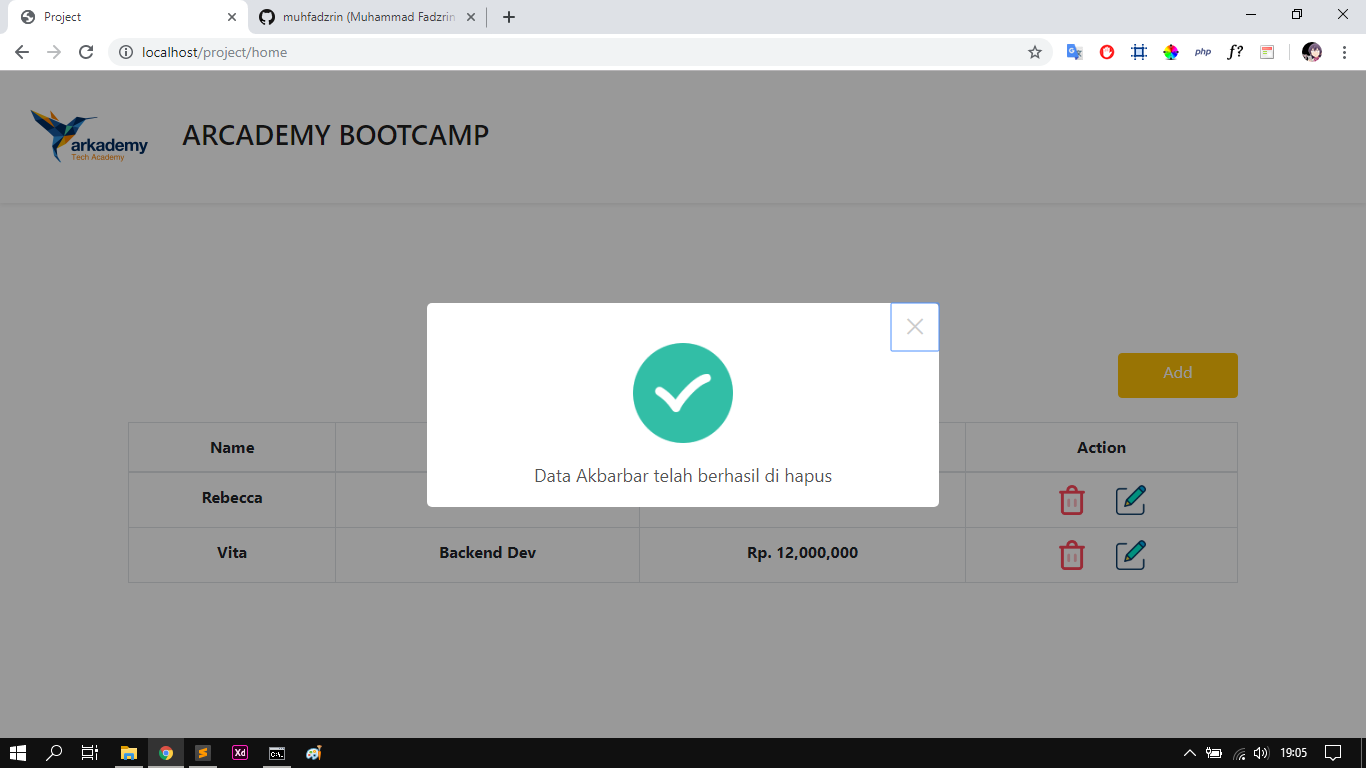 Project
muhfadzrin (Muhammad Fadzrin
localhost/project/home
php
f?
arkademy
Tech Academy
ARCADEMY BOOTCAMP
Add
Data Akbarbar telah berhasil di hapus
Name
Action
Rebecca
Vita
Backend Dev
Rp. 12,000,000
Xd
C:\.
19:05